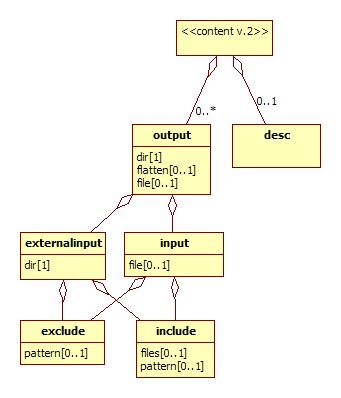 <<content v.2>>
0..*
0..1
output
dir[1]
flatten[0..1]
file[0..1]
desc
externalinput
dir[1]
input
file[0..1]
exclude
pattern[0..1]
include
files[0..1]
pattern[0..1]